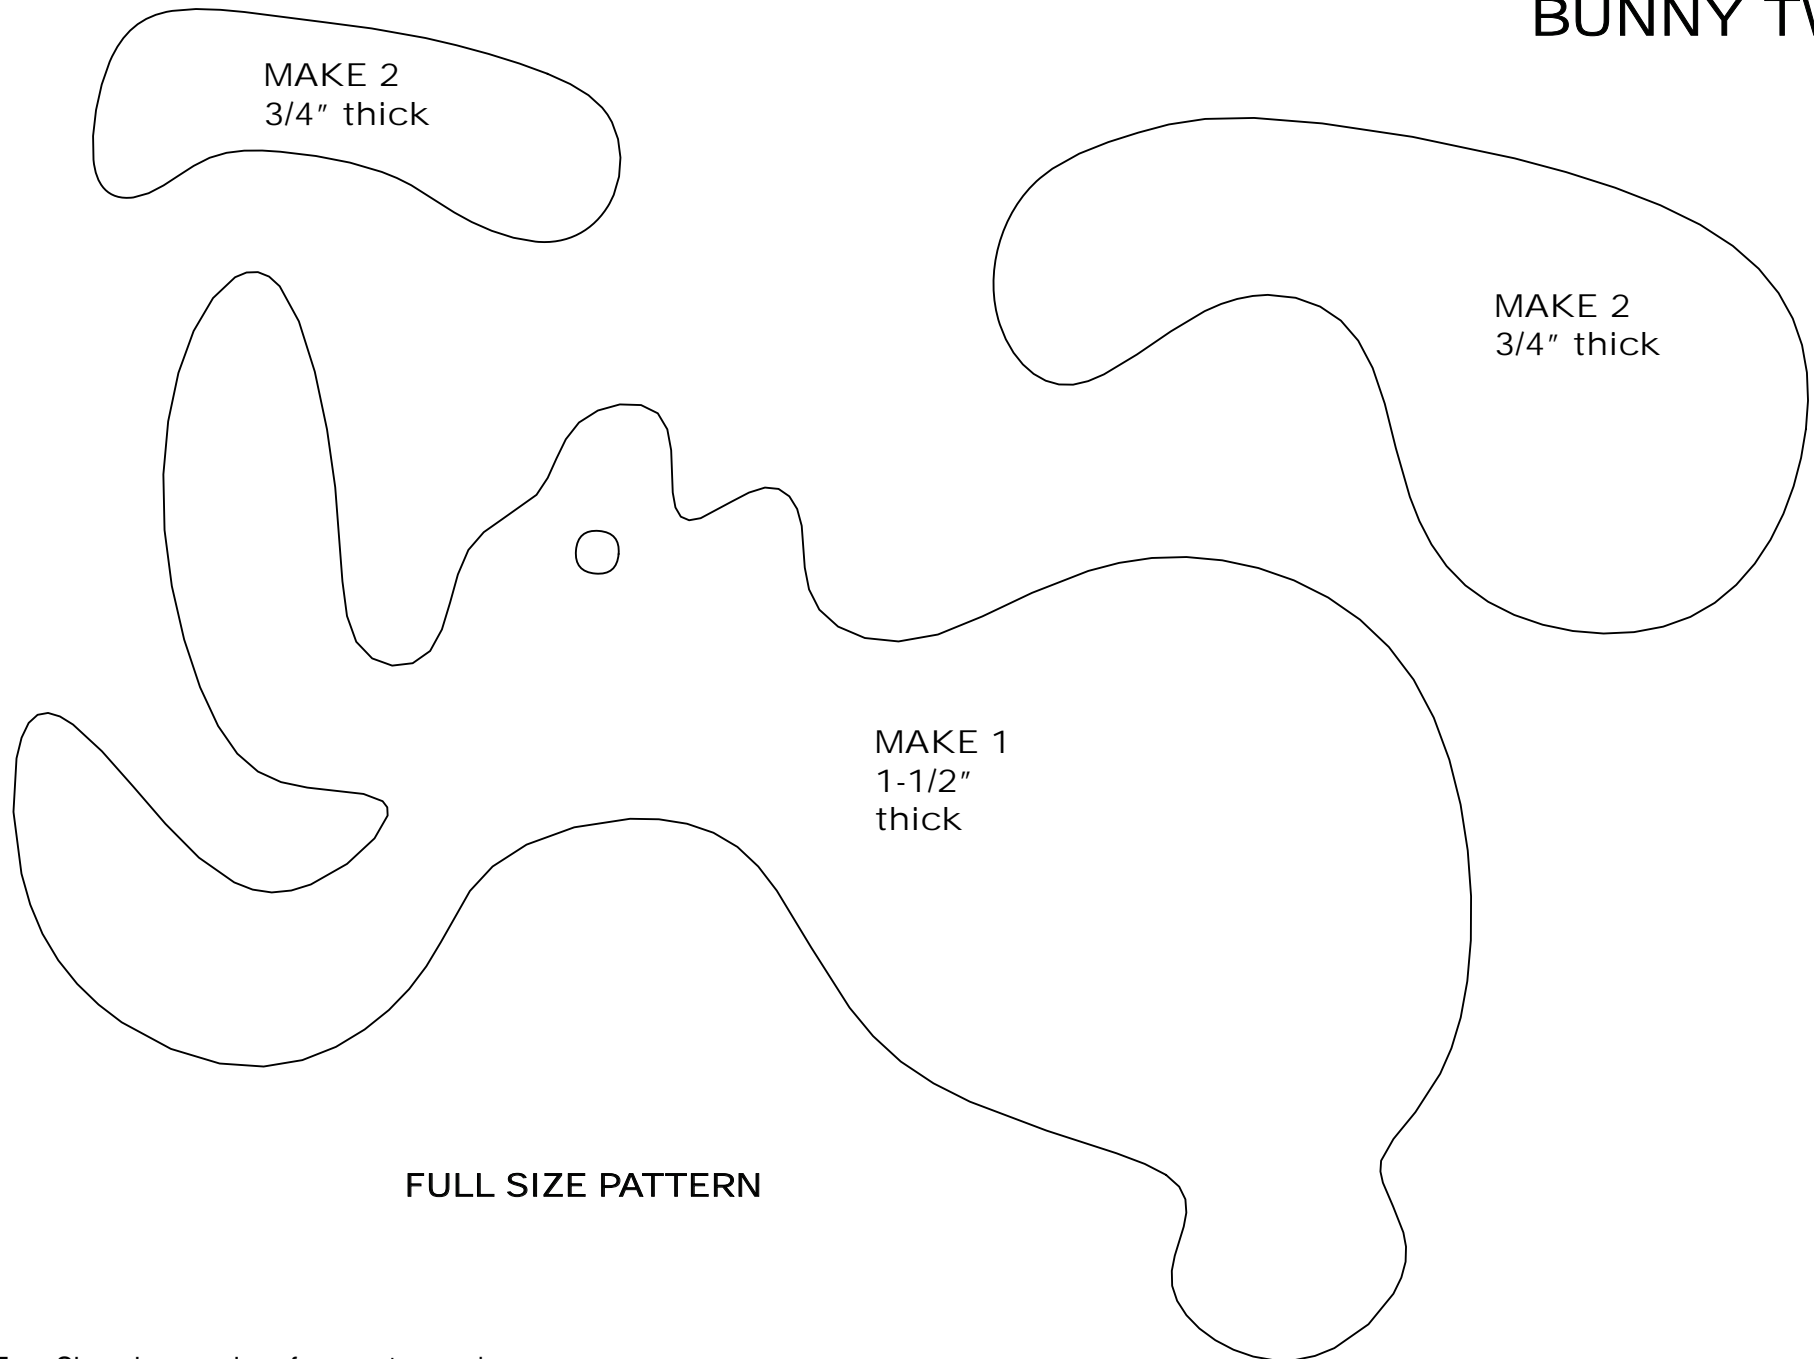 BUNNY
MAKE 2
3/4" thick
MAKE 2
3/4" thick
MAKE 1
1-1/2"
thick
FULL SIZE PATTERN